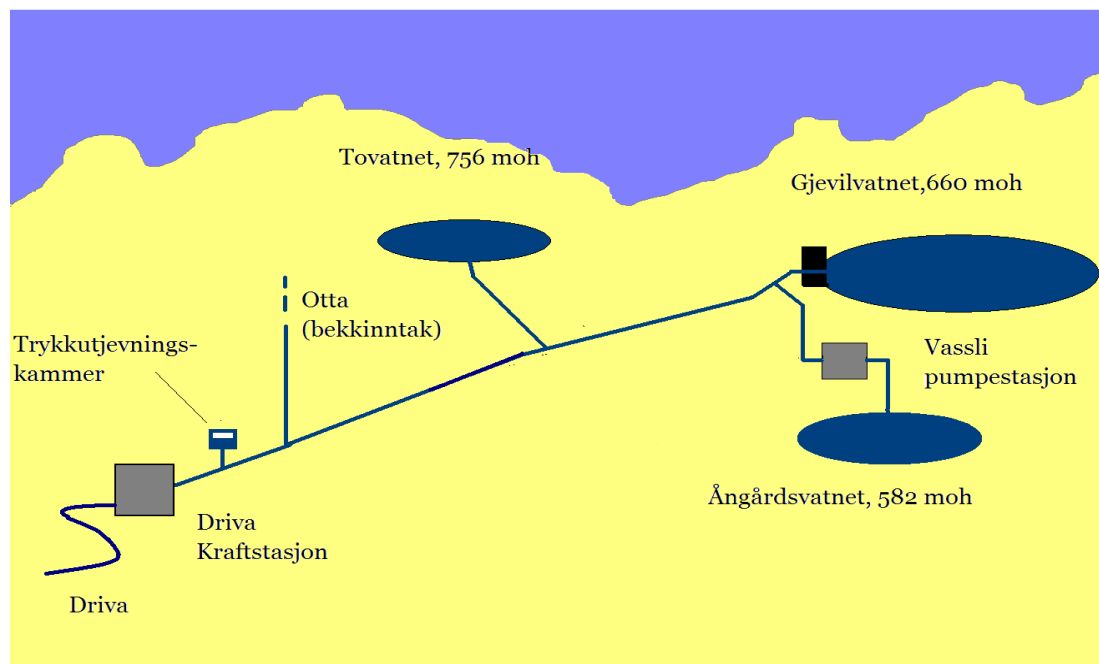 Tovatnet, 756 moh
Gjevilvatnet,660 moh
Otta
(bekkinntak)
Trykkutjevnings-
kammer
Vassli
pumpestasjon
Ångårdsvatnet, 582 moh
Driva
Kraftstasjon
Driva